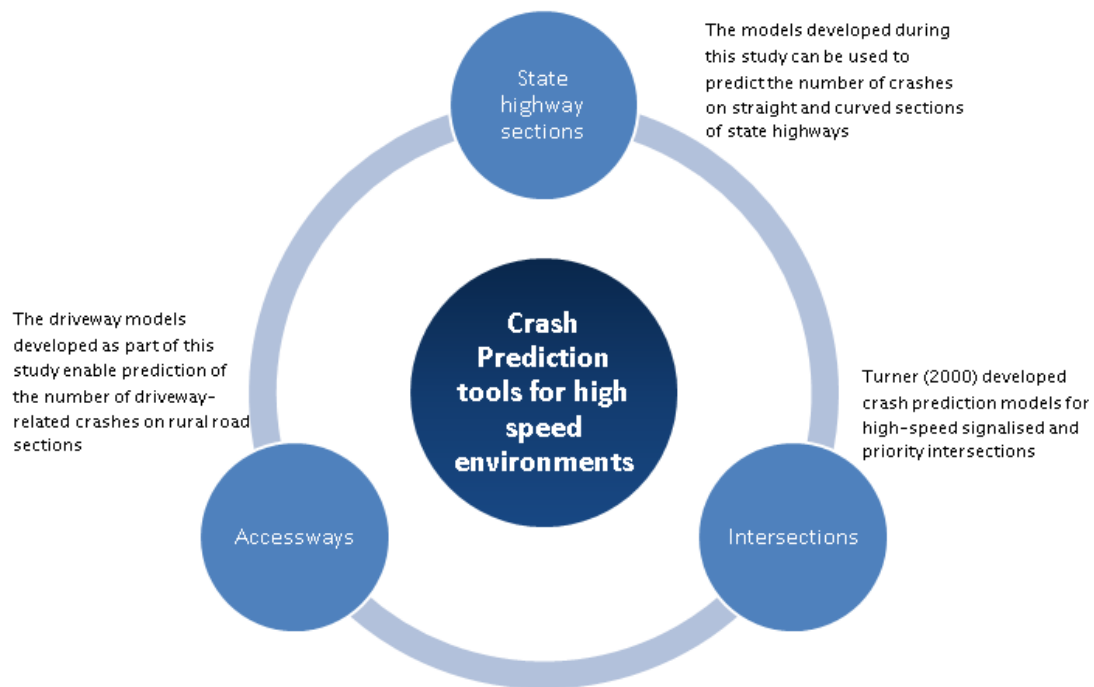 State
highway
sections
The models developed during
this study can be used to
predict the number of crashes
on straight and curved sections
of state highways
Crash
Prediction
tools for high
speed
environments
The driveway models
developed as part of this
study enable prediction of
the number of driveway-
related crashes on rural road
sections
Turner (2000) developed
crash prediction models for
high-speed signalised and
priority intersections
Accessways
Intersections